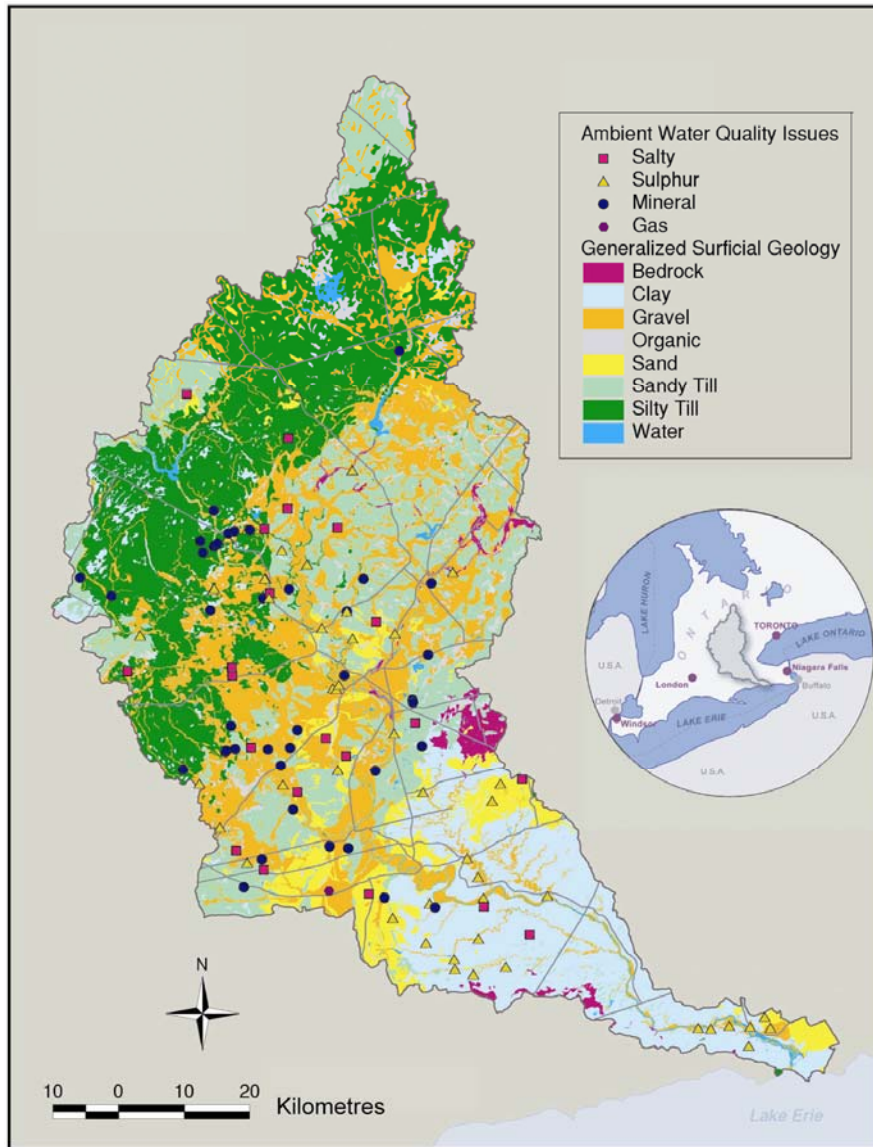 Ambient Water Quality Issues
Salty
Sulphur
Mineral
Gas
Generalized Surficial Geology
Bedrock
Clay
Gravel
Organic
Sand
Sandy Till
Silty Till
Water
LAKE HURON
ONTARIO
TORONTO
LAKE ONTARIO
Niagara Falls
Buffalo
London
U.S.A.
Detroit
Windsor
LAKE ERIE
U.S.A.
U.S.A.
N
10 0 10 20
Kilometres
Lake Erie